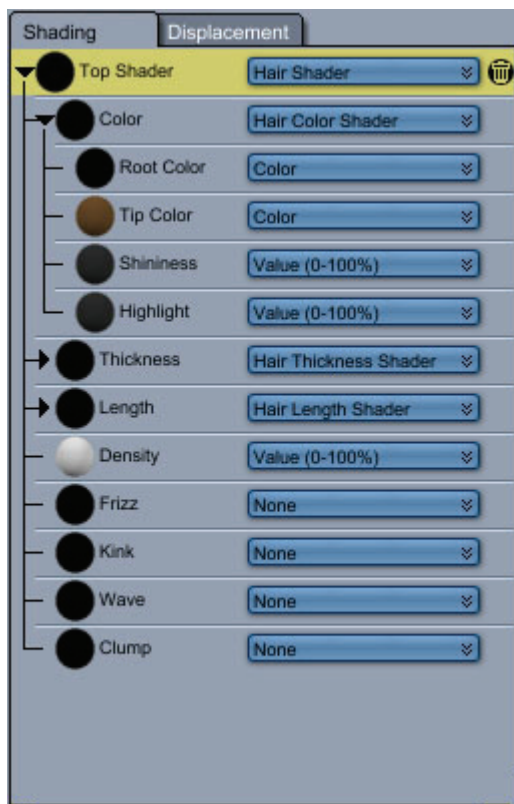 Shading Displacement
Top Shader Hair Shader
Color Hair Color Shader
Root Color Color
Tip Color Color
Shininess Value (0-100%)
Highlight Value (0-100%)
Thickness Hair Thickness Shader
Length Hair Length Shader
Density Value (0-100%)
Frizz None
Kink None
Wave None
Clump None